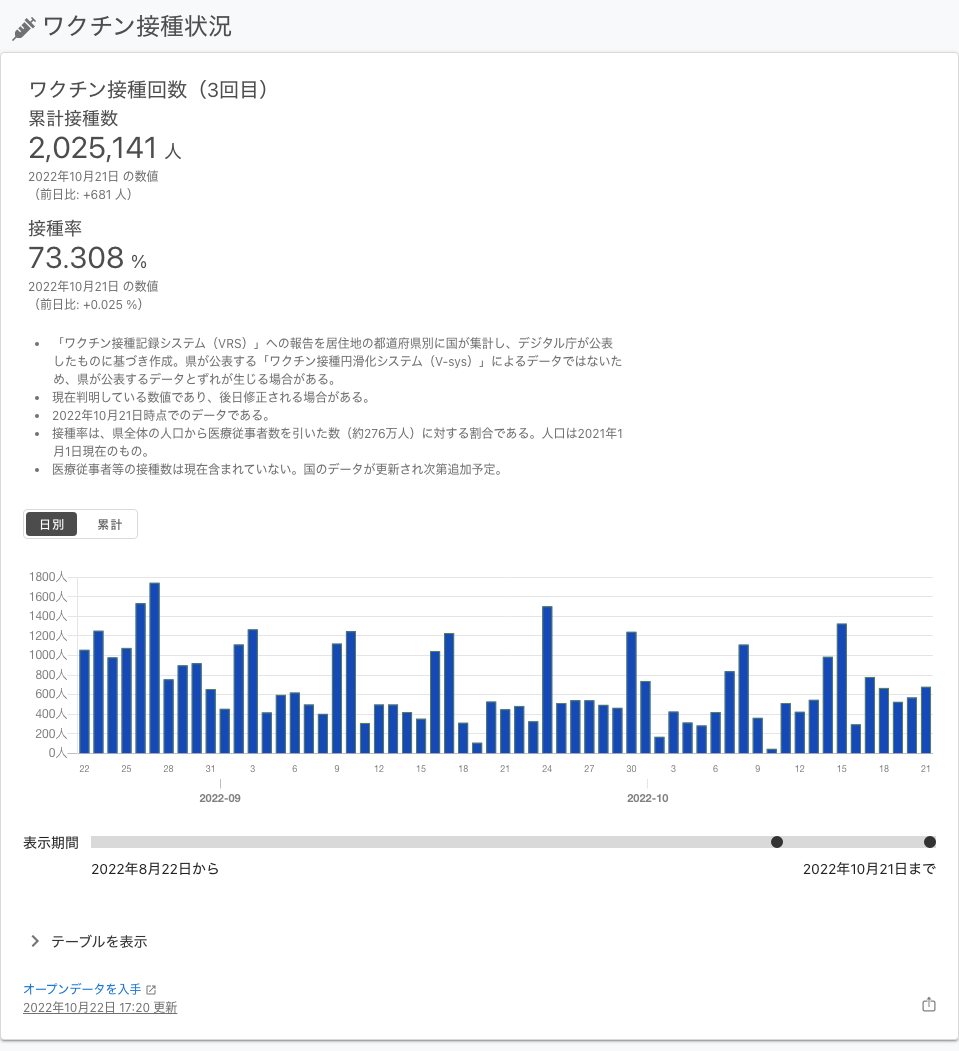 ワクチン接種状況
ワクチン接種回数（3回目）
累計接種数
2,025,141 人
2022年10月21日 の数値
（前日比: +681 人）
接種率
73.308 %
2022年10月21日 の数値
（前日比: +0.025 %）
• 「ワクチン接種記録システム（VRS）」への報告を居住地の都道府県別に国が集計し、デジタル庁が公表
したものに基づき作成。県が公表する「ワクチン接種円滑化システム（V-sys）」によるデータではないた
め、県が公表するデータとずれが生じる場合がある。
• 現在判明している数値であり、後日修正される場合がある。
• 2022年10月21日時点でのデータである。
• 接種率は、県全体の人口から医療従事者数を引いた数（約276万人）に対する割合である。人口は2021年1
月1日現在のもの。
• 医療従事者等の接種数は現在含まれていない。国のデータが更新され次第追加予定。
日別 累計
1800人
1600人
1400人
1200人
1000人
800人
600人
400人
200人
0人
22 25 28 31 3 6 9 12 15 18 21 24 27 30 3 6 9 12 15 18 21
2022-09 2022-10
表示期間
2022年8月22日から 2022年10月21日まで
テーブルを表示
オープンデータを入手
2022年10月22日 17:20 更新